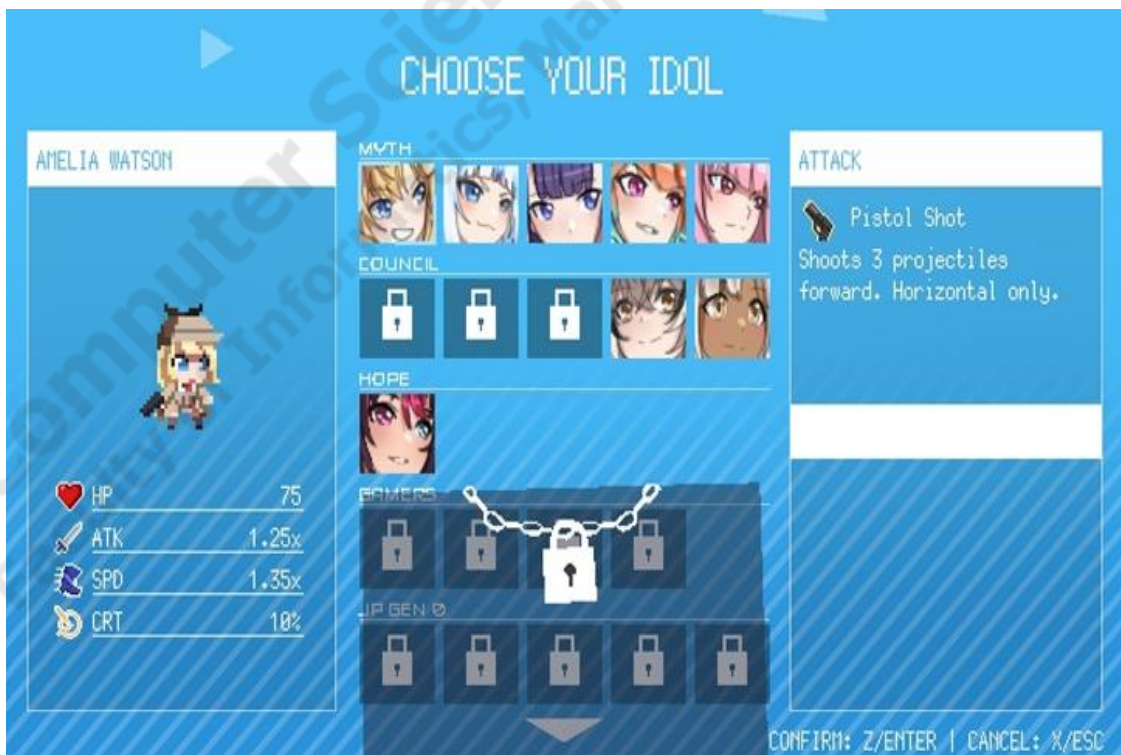 CHOOSE YOUR IDOL
AMELIA WATSON
HP 75
ATK 1.25x
SPD 1.35x
CRT 10%
MYTH
COUNCIL
HOPE
GAMERS
JP GEN 0
ATTACK
Pistol Shot
Shoots 3 projectiles
forward. Horizontal only.
CONFIRM: Z/ENTER | CANCEL: X/ESC